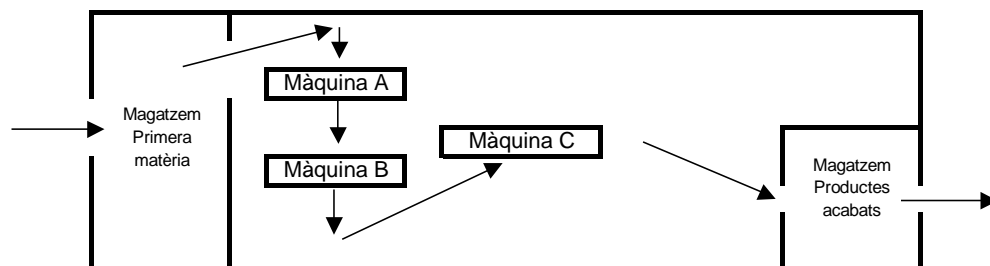 Magatzem
Primera
matèria
Màquina A
Màquina B
Màquina C
Magatzem
Productes
acabats